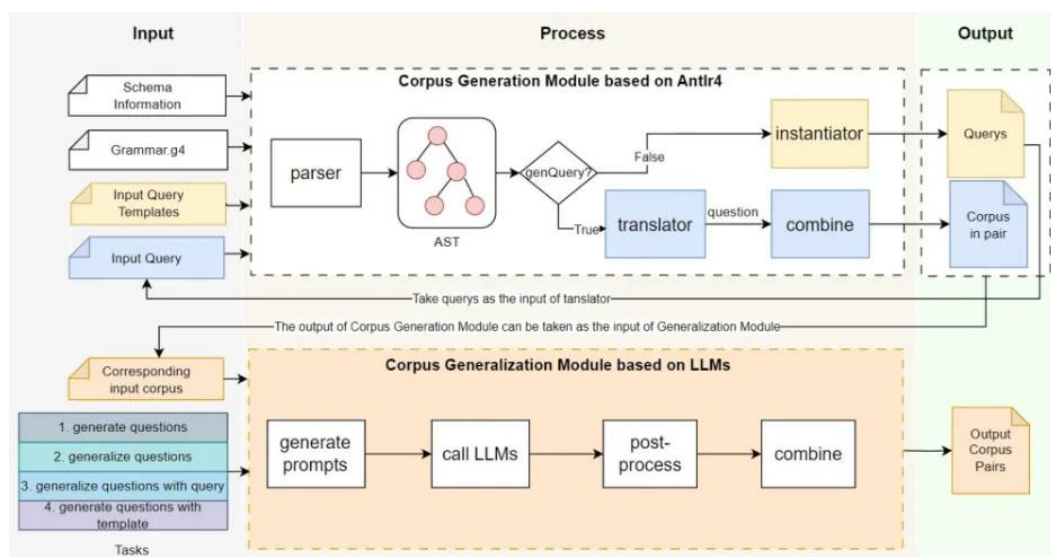 Input
Process
Output
Corpus Generation Module based on Antlr4
Schema
Information
Grammar.g4
Input Query
Templates
Input Query
parser
AST
genQuery?
False
True
instantiator
translator
question
combine
Querys
Corpus
in pair
Take querys as the input of tanslator
The output of Corpus Generation Module can be taken as the input of Generalization Module
Corpus Generalization Module based on LLMs
Corresponding
input corpus
1. generate questions
2. generalize questions
3. generalize questions with query
4. generate questions with
template
Tasks
generate
prompts
call LLMs
post-
process
combine
Output
Corpus
Pairs